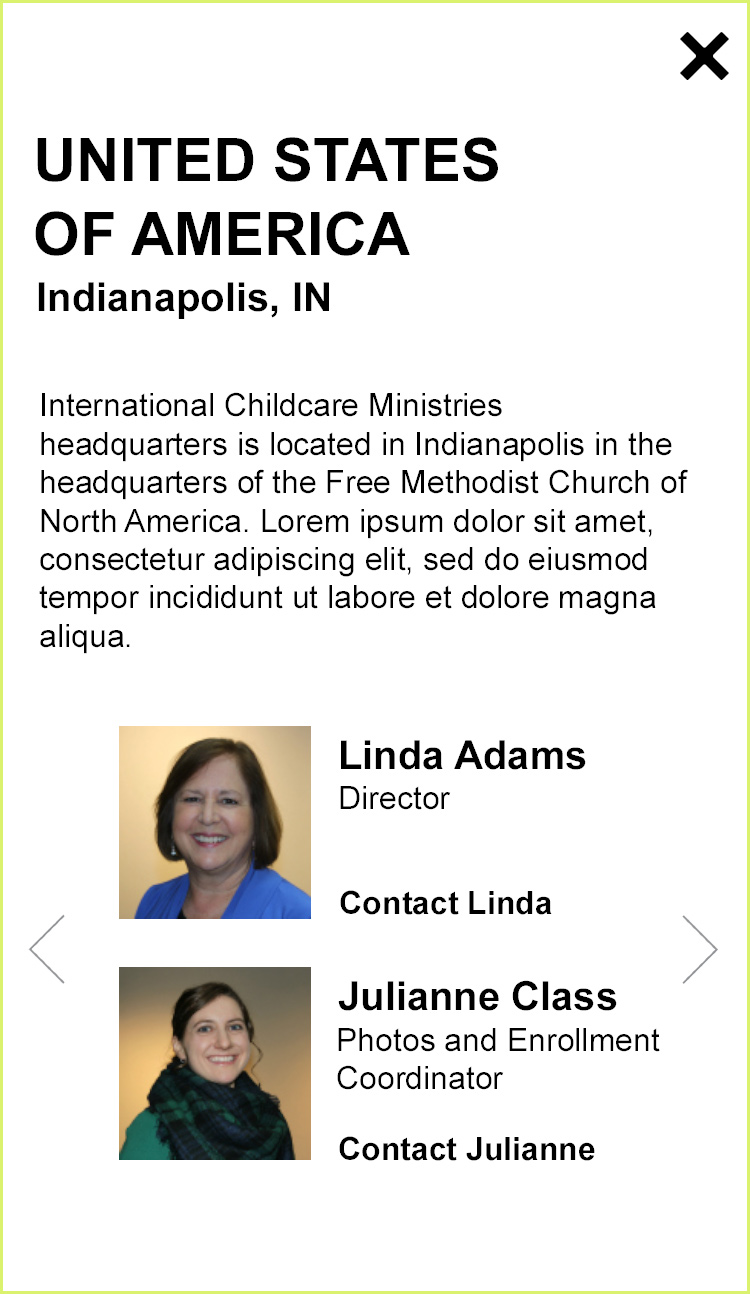 UNITED STATES
OF AMERICA
Indianapolis, IN
International Childcare Ministries
headquarters is located in Indianapolis in the
headquarters of the Free Methodist Church of
North America. Lorem ipsum dolor sit amet,
consectetur adipiscing elit, sed do eiusmod
tempor incididunt ut labore et dolore magna
aliqua.
Linda Adams
Director
Contact Linda
Julianne Class
Photos and Enrollment
Coordinator
Contact Julianne